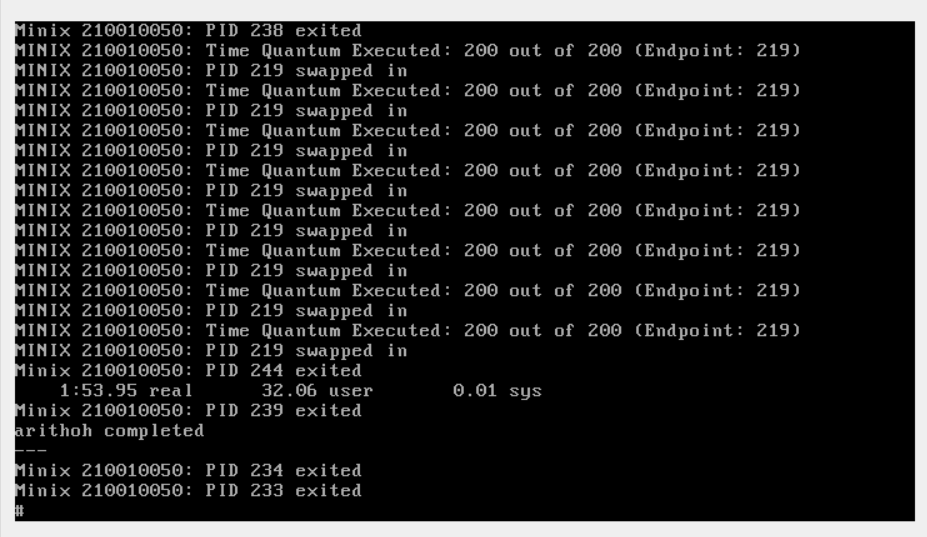 Minix 210010050: PID 238 exited
MINIX 210010050: Time Quantum Executed: 200 out of 200 (Endpoint: 219)
MINIX 210010050: PID 219 swapped in
MINIX 210010050: Time Quantum Executed: 200 out of 200 (Endpoint: 219)
MINIX 210010050: PID 219 swapped in
MINIX 210010050: Time Quantum Executed: 200 out of 200 (Endpoint: 219)
MINIX 210010050: PID 219 swapped in
MINIX 210010050: Time Quantum Executed: 200 out of 200 (Endpoint: 219)
MINIX 210010050: PID 219 swapped in
MINIX 210010050: Time Quantum Executed: 200 out of 200 (Endpoint: 219)
MINIX 210010050: PID 219 swapped in
MINIX 210010050: Time Quantum Executed: 200 out of 200 (Endpoint: 219)
MINIX 210010050: PID 219 swapped in
MINIX 210010050: Time Quantum Executed: 200 out of 200 (Endpoint: 219)
MINIX 210010050: PID 219 swapped in
MINIX 210010050: Time Quantum Executed: 200 out of 200 (Endpoint: 219)
MINIX 210010050: PID 219 swapped in
Minix 210010050: PID 244 exited
    1:53.95 real      32.06 user       0.01 sys
Minix 210010050: PID 239 exited
arithoh completed
---
Minix 210010050: PID 234 exited
Minix 210010050: PID 233 exited
#